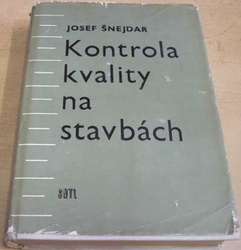 JOSEF ŠNEJDAR
Kontrola
kvality
na
stavbách
SNTL